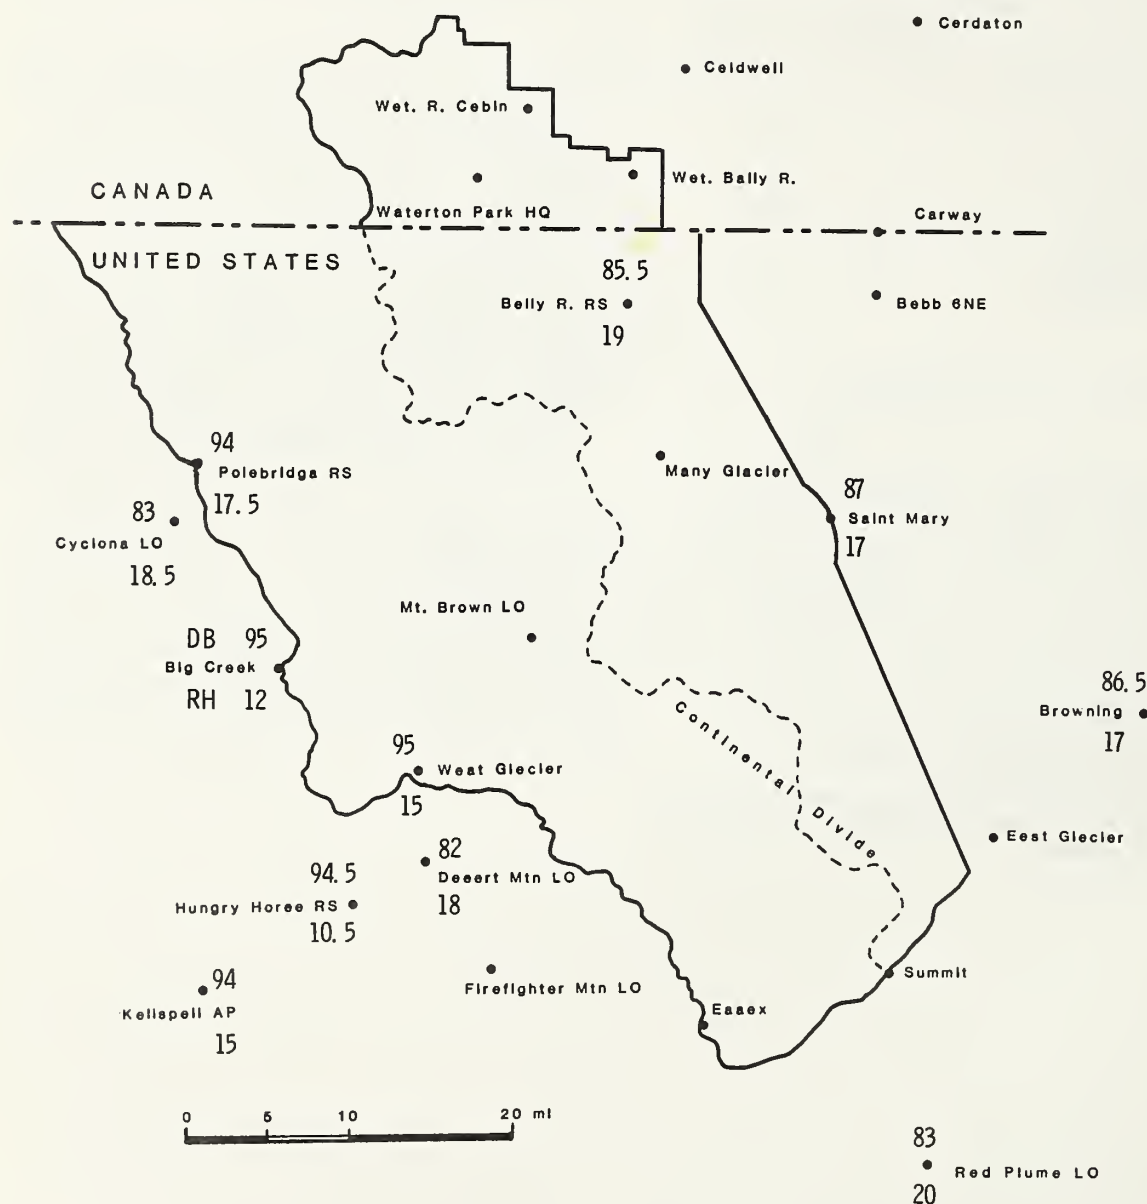 Cerdaton
Celdwell
Wet. R. Cebin
Wet. Bally R.
CANADA
Waterton Park HQ
Carway
UNITED STATES
85.5
Belly R. RS
19
Bebb 6NE
94
Polebridga RS
17.5
Many Glacier
87
Saint Mary
17
83
Cyclona LO
18.5
Mt. Brown LO
DB 95
Big Creek
RH 12
86.5
Browning
17
Continental Divide
95
Weat Glecier
15
Eest Glecier
82
Deeert Mtn LO
18
94.5
Hungry Horee RS
10.5
Summit
94
Kellspell AP
15
Firefighter Mtn LO
Eaaex
0 5 10 20 ml
83
Red Plume LO
20